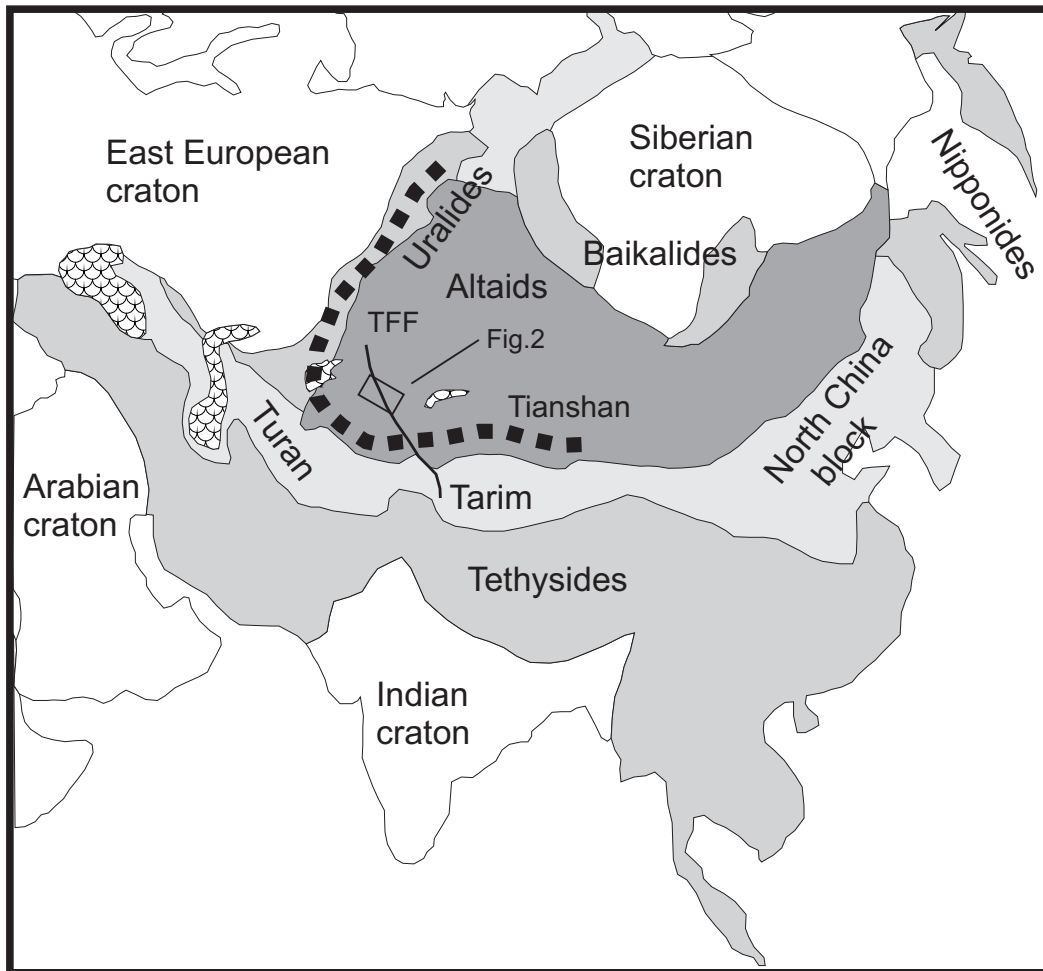 East European
craton
Siberian
craton
Nipponides
Uralides
Baikalides
Altaids
TFF
Fig.2
Tianshan
North China
block
Turan
Arabian
craton
Tarim
Tethysides
Indian
craton